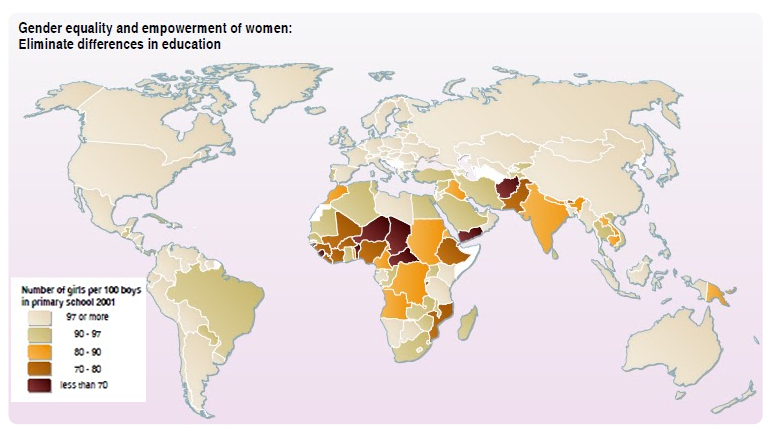 Gender equality and empowerment of women:
Eliminate differences in education
Number of girls per 100 boys
in primary school 2001
97 or more
90 - 97
80 - 90
70 - 80
less than 70